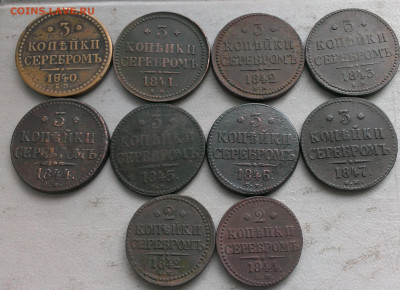 COINS.LAVE.RU
3
КОПѢЙКИ
СЕРЕБРОМЪ
1840
3
КОПѢЙКИ
СЕРЕБРОМЪ
1841
3
КОПѢЙКИ
СЕРЕБРОМЪ
1842
3
КОПѢЙКИ
СЕРЕБРОМЪ
1843
3
КОПѢЙКИ
СЕРЕБРОМЪ
1844.
3
КОПѢЙКИ
СЕРЕБРОМЪ
1845.
3
КОПѢЙКИ
СЕРЕБРОМЪ
3
КОПѢЙКИ
СЕРЕБРОМЪ
1847.
2
КОПѢЙКИ
СЕРЕБРОМЪ
1842
2
КОПѢЙКИ
СЕРЕБРОМЪ
1844.